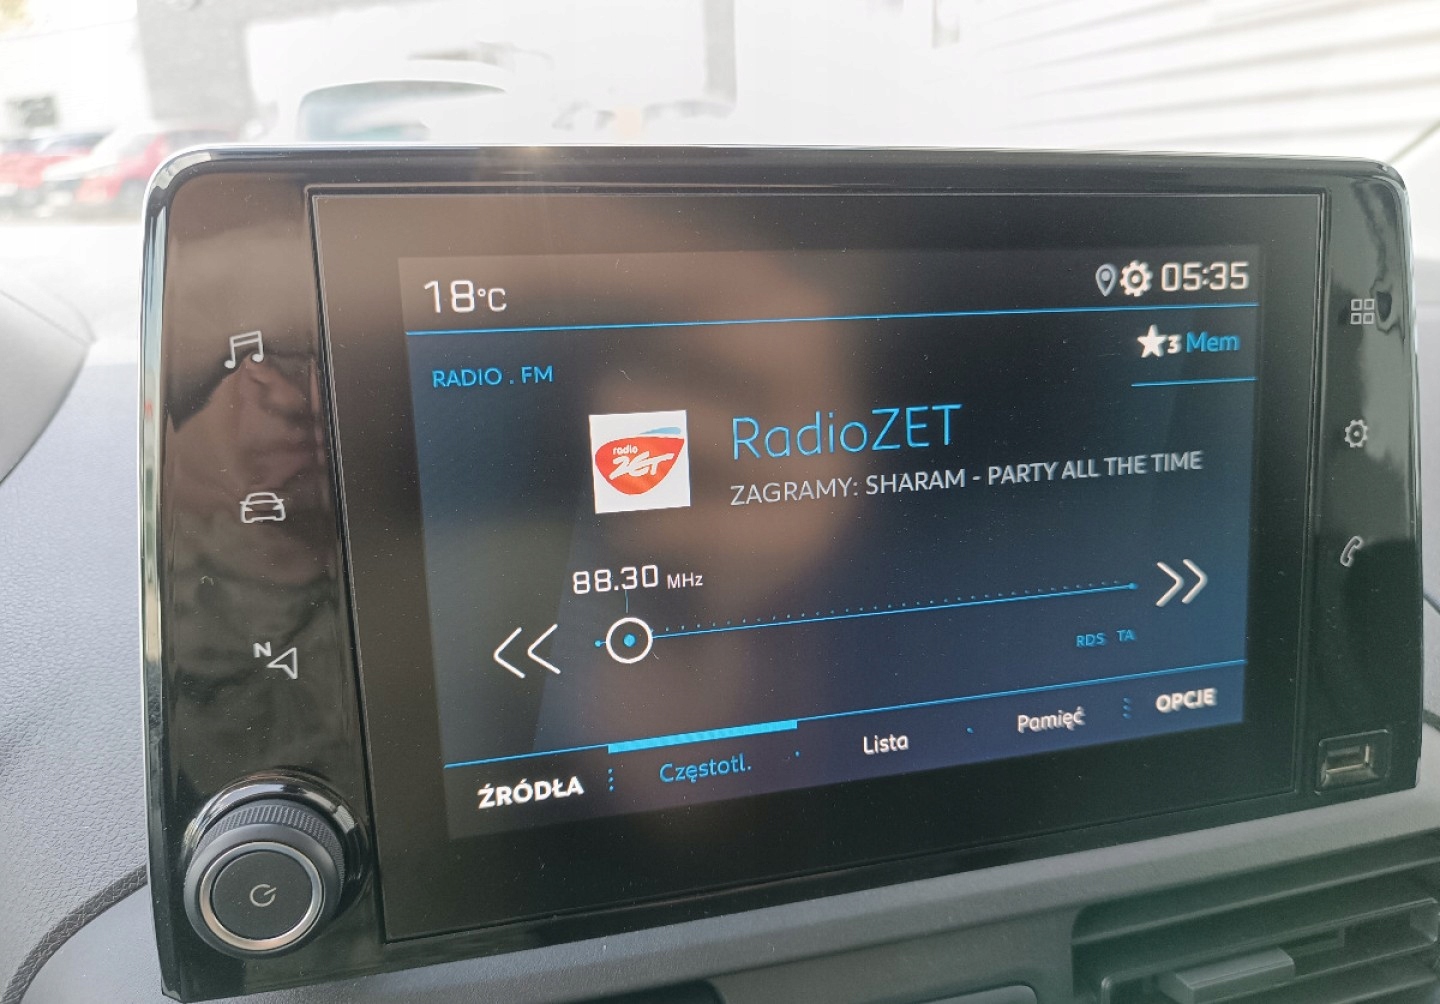 18°C
05:35
3 Mem
RADIO . FM
radio
ZET
RadioZET
ZAGRAMY: SHARAM - PARTY ALL THE TIME
88.30 MHz
RDS TA
ŹRÓDŁA
Częstotl.
Lista
Pamięć
OPCJE
N